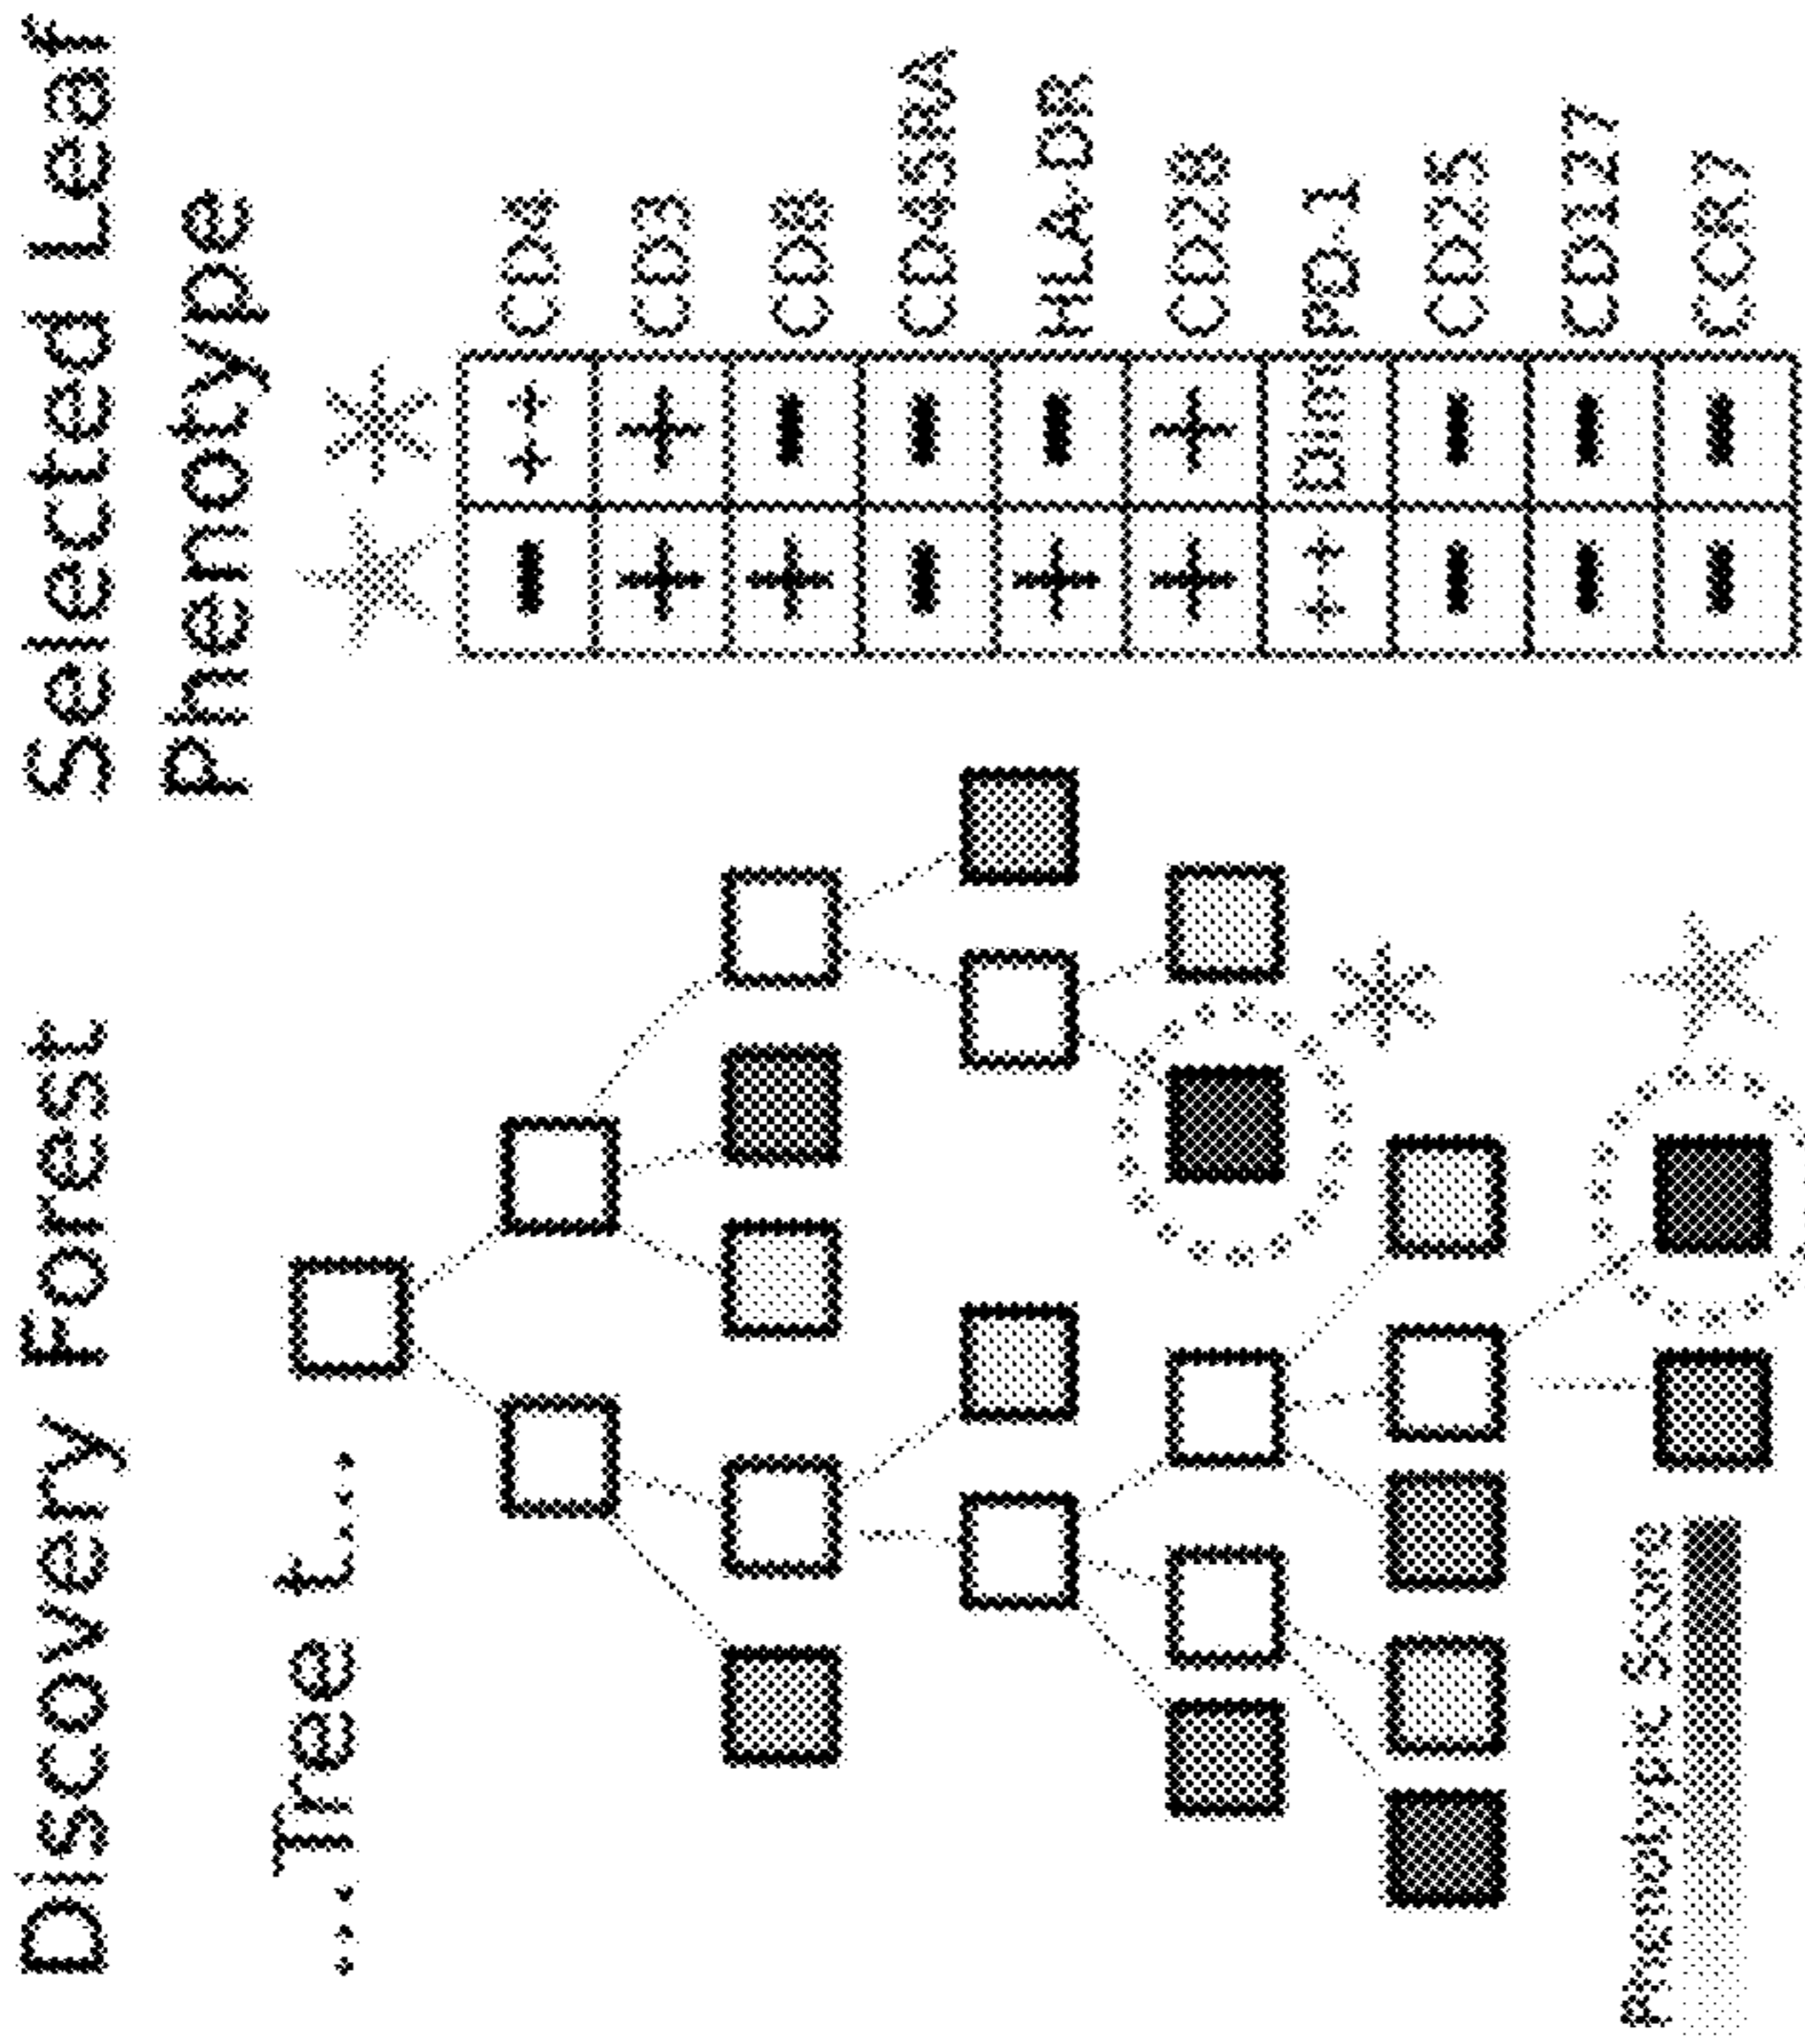 Discovery Forest
...Tree t...
Phenotypic Score
Selected Leaf
Phenotype
- ++ CD4
+ + CD3
+ - CD8
- - CD45RA
+ - HLA.DR
+ + CD28
++ Dim PD.1
- - CD25
- - CD127
- - CCR7